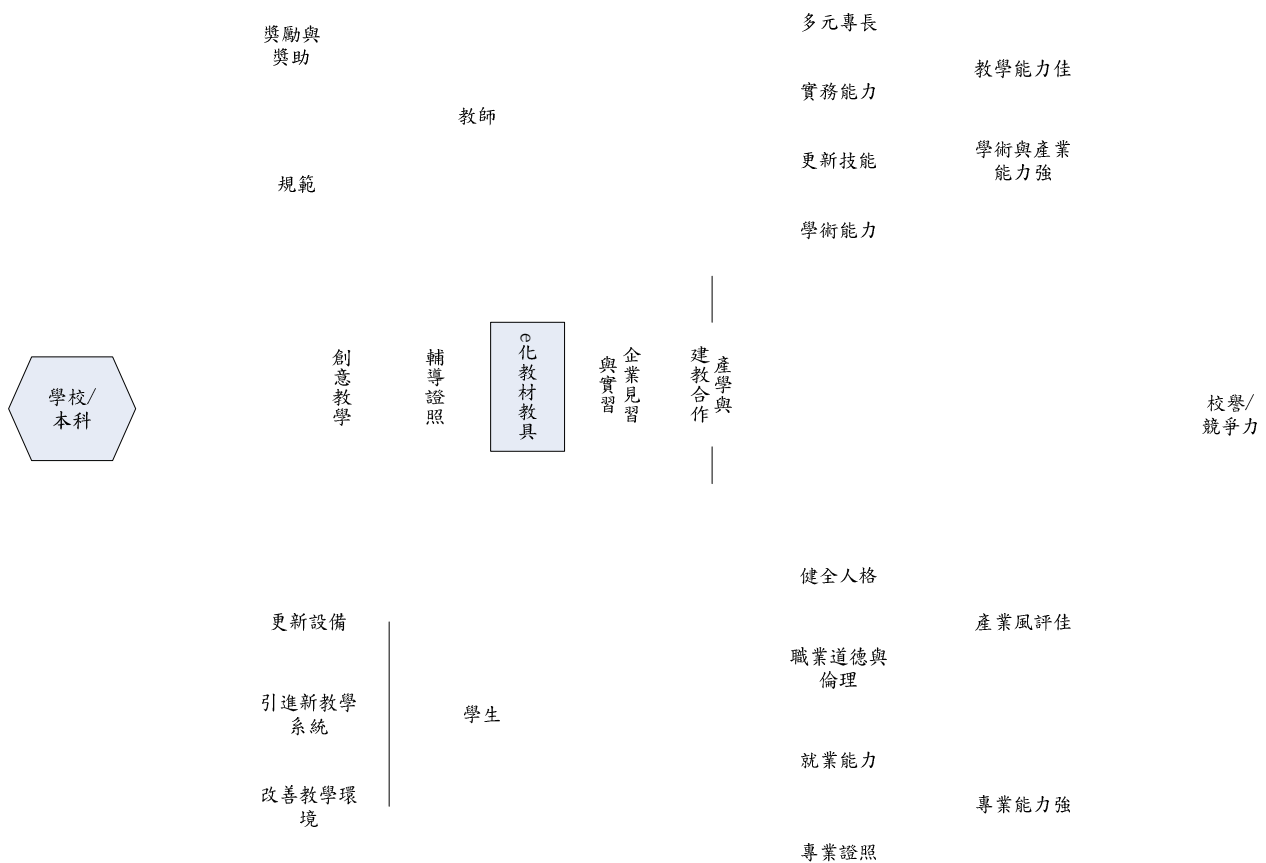 獎勵與
獎助
規範
教師
多元專長
實務能力
更新技能
學術能力
教學能力佳
學術與產業
能力強
學校/
本科
創意教學
輔導證照
e化教材教具
企業見習
與實習
產學與
建教合作
校譽/
競爭力
更新設備
引進新教學
系統
改善教學環
境
學生
健全人格
職業道德與
倫理
就業能力
專業證照
產業風評佳
專業能力強